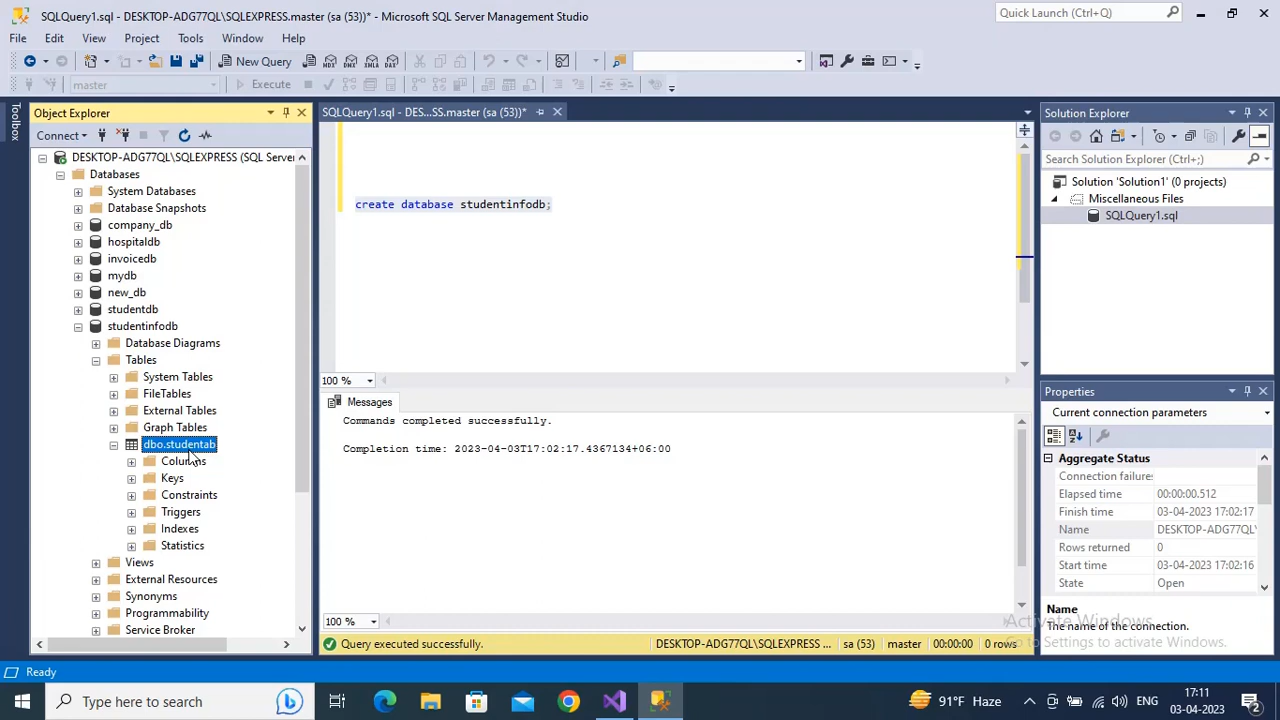 SQLQuery1.sql - DESKTOP-ADG77QL\SQLEXPRESS.master (sa (53))* - Microsoft SQL Server Management Studio
Quick Launch (Ctrl+Q)
File Edit View Project Tools Window Help
New Query MDX DMX XMLA DAX
master Execute
Toolbox
Object Explorer
Connect
DESKTOP-ADG77QL\SQLEXPRESS (SQL Server
Databases
System Databases
Database Snapshots
company_db
hospitaldb
invoicedb
mydb
new_db
studentdb
studentinfodb
Database Diagrams
Tables
System Tables
FileTables
External Tables
Graph Tables
dbo.studentab
Columns
Keys
Constraints
Triggers
Indexes
Statistics
Views
External Resources
Synonyms
Programmability
Service Broker
SQLQuery1.sql - DES...SS.master (sa (53))*
create database studentinfodb;
100 %
Messages
Commands completed successfully.
Completion time: 2023-04-03T17:02:17.4367134+06:00
100 %
Query executed successfully. DESKTOP-ADG77QL\SQLEXPRESS ... sa (53) master 00:00:00 0 rows
Solution Explorer
Search Solution Explorer (Ctrl+;)
Solution 'Solution1' (0 projects)
Miscellaneous Files
SQLQuery1.sql
Properties
Current connection parameters
Aggregate Status
Connection failure:
Elapsed time 00:00:00.512
Finish time 03-04-2023 17:02:17
Name DESKTOP-ADG77QL\
Rows returned 0
Start time 03-04-2023 17:02:16
State Open
Name
The name of the connection.
Activate Windows
Go to Settings to activate Windows.
Ready
Type here to search
91°F Haze
ENG
17:11
03-04-2023
2